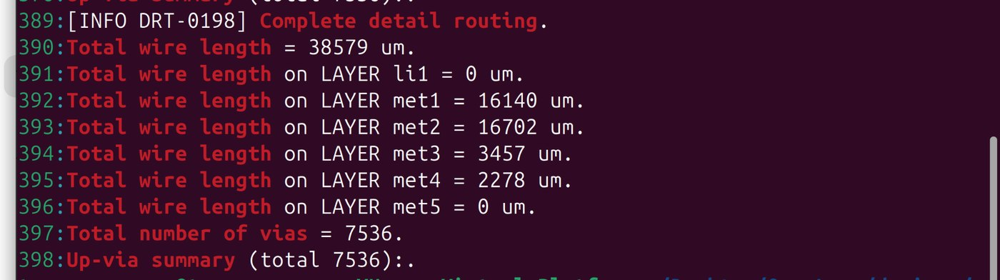 389:[INFO DRT-0198] Complete detail routing.
390:Total wire length = 38579 um.
391:Total wire length on LAYER li1 = 0 um.
392:Total wire length on LAYER met1 = 16140 um.
393:Total wire length on LAYER met2 = 16702 um.
394:Total wire length on LAYER met3 = 3457 um.
395:Total wire length on LAYER met4 = 2278 um.
396:Total wire length on LAYER met5 = 0 um.
397:Total number of vias = 7536.
398:Up-via summary (total 7536):.